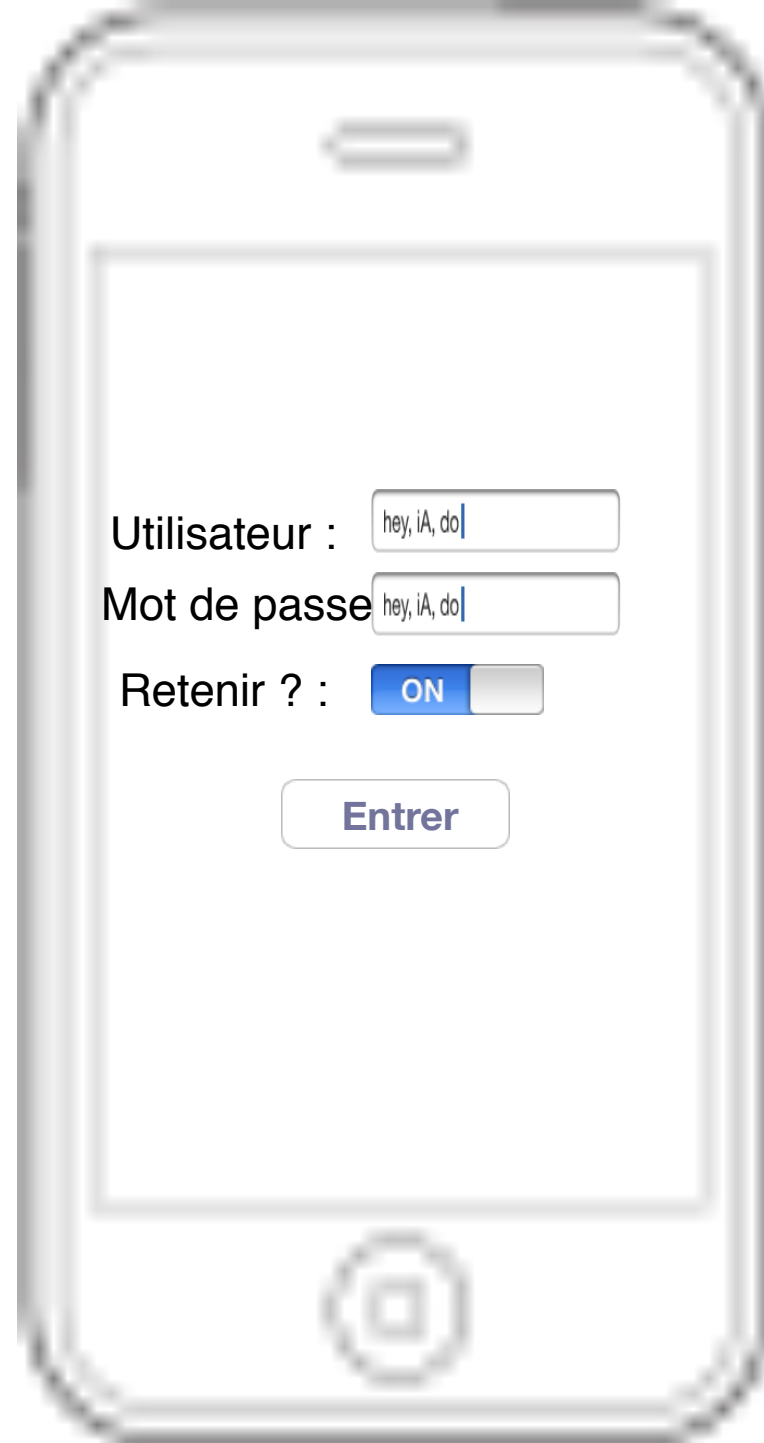 Utilisateur : hey, iA, do
Mot de passe hey, iA, do
Retenir ? : ON
Entrer